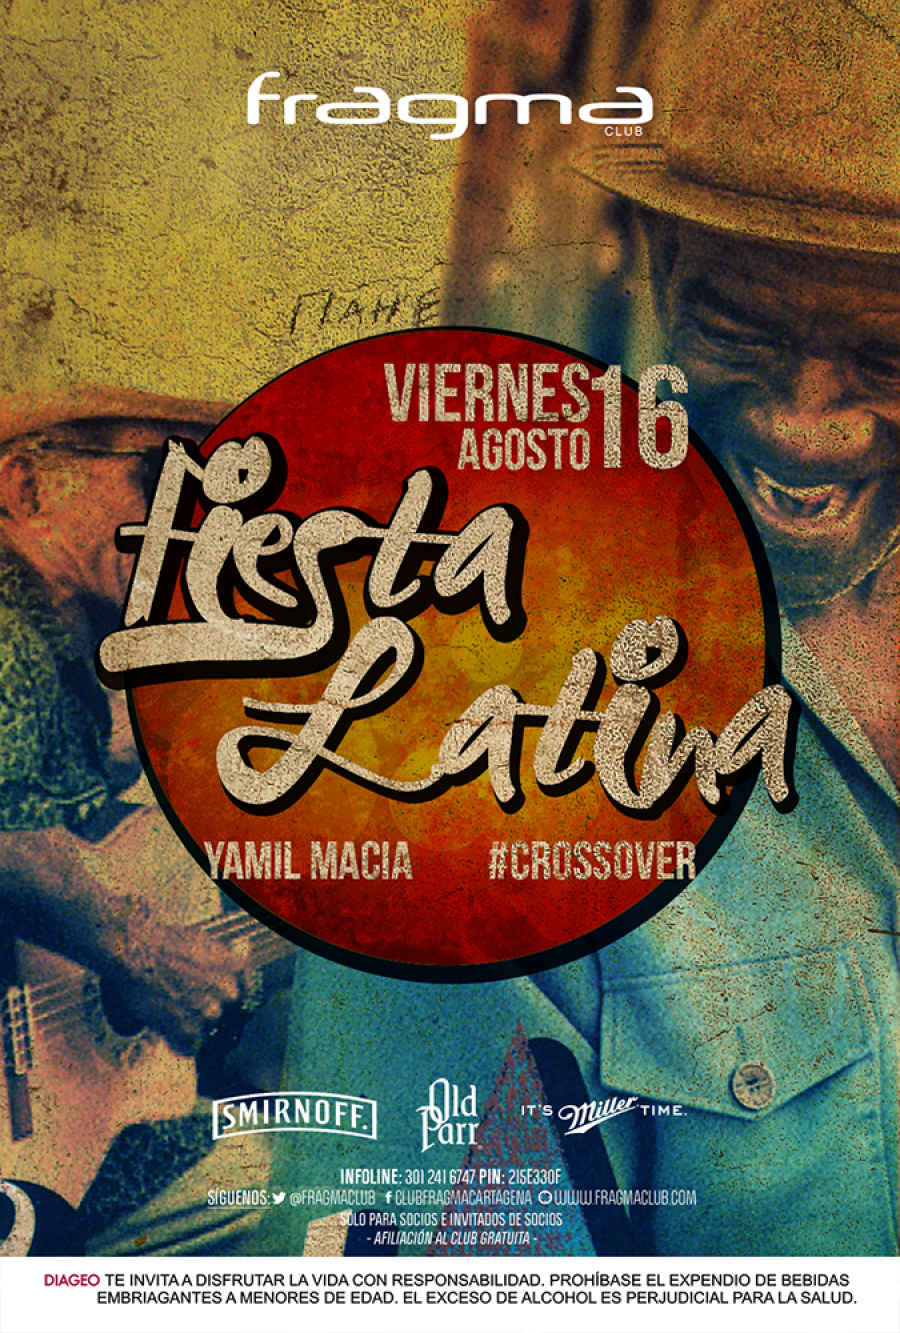 fragma
CLUB
ГЛАНЕ
VIERNES 16
AGOSTO
fiesta
Latina
YAMIL MACIA #CROSSOVER
SMIRNOFF.
Old Parr
IT'S Miller TIME.
INFOLINE: 301 241 6747 PIN: 215E330F
SÍGUENOS: @FRAGMACLUB CLUBFRAGMACARTAGENA WWW.FRAGMACLUB.COM
SOLO PARA SOCIOS E INVITADOS DE SOCIOS
- AFILIACIÓN AL CLUB GRATUITA -
DIAGEO TE INVITA A DISFRUTAR LA VIDA CON RESPONSABILIDAD. PROHÍBASE EL EXPENDIO DE BEBIDAS
EMBRIAGANTES A MENORES DE EDAD. EL EXCESO DE ALCOHOL ES PERJUDICIAL PARA LA SALUD.